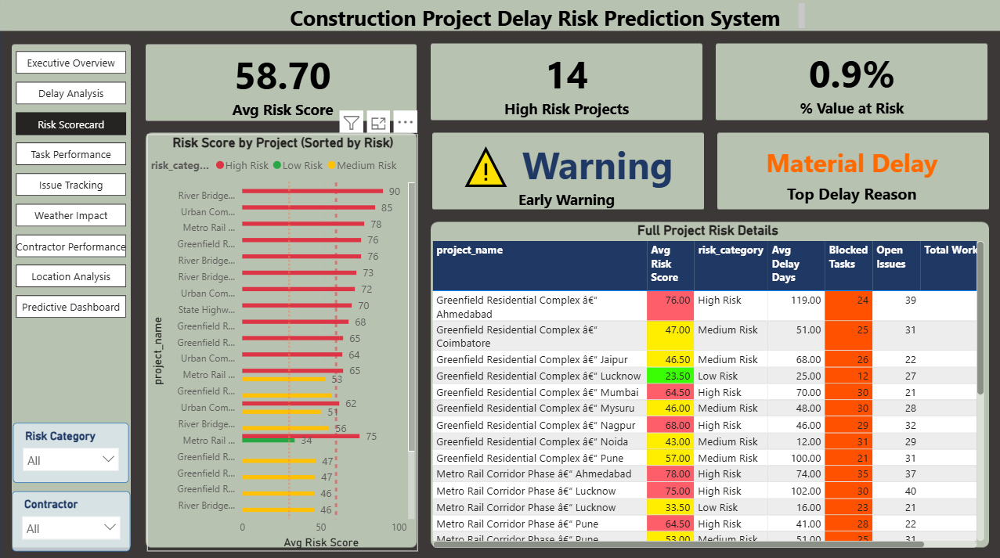 Construction Project Delay Risk Prediction System
Executive Overview
Delay Analysis
Risk Scorecard
Task Performance
Issue Tracking
Weather Impact
Contractor Performance
Location Analysis
Predictive Dashboard
Risk Category
All
Contractor
All
58.70
Avg Risk Score
14
High Risk Projects
0.9%
% Value at Risk
Warning
Early Warning
Material Delay
Top Delay Reason
Risk Score by Project (Sorted by Risk)
risk_categ... High Risk Low Risk Medium Risk
project_name
River Bridge... 90
Urban Com... 85
Metro Rail ... 78
Greenfield R... 76
River Bridge... 76
River Bridge... 73
Urban Com... 72
State Highw... 70
Greenfield R... 68
Greenfield R... 65
Urban Com... 64
Metro Rail ... 65
53
Greenfield R...
Urban Com... 62
51
River Bridge... 56
Metro Rail ... 75
34
Greenfield R... 47
Greenfield R... 47
Greenfield R... 46
River Bridge... 46
0 50 100
Avg Risk Score
Full Project Risk Details
project_name Avg Risk Score risk_category Avg Delay Days Blocked Tasks Open Issues Total Work
Greenfield Residential Complex â€“ Ahmedabad 76.00 High Risk 119.00 24 39
Greenfield Residential Complex â€“ Coimbatore 47.00 Medium Risk 51.00 25 31
Greenfield Residential Complex â€“ Jaipur 46.50 Medium Risk 68.00 26 22
Greenfield Residential Complex â€“ Lucknow 23.50 Low Risk 25.00 12 27
Greenfield Residential Complex â€“ Mumbai 64.50 High Risk 70.00 30 21
Greenfield Residential Complex â€“ Mysuru 46.00 Medium Risk 48.00 30 28
Greenfield Residential Complex â€“ Nagpur 68.00 High Risk 46.00 29 32
Greenfield Residential Complex â€“ Noida 43.00 Medium Risk 12.00 31 29
Greenfield Residential Complex â€“ Pune 57.00 Medium Risk 100.00 21 31
Metro Rail Corridor Phase â€“ Ahmedabad 78.00 High Risk 74.00 35 37
Metro Rail Corridor Phase â€“ Lucknow 75.00 High Risk 102.00 30 40
Metro Rail Corridor Phase â€“ Lucknow 33.50 Low Risk 16.00 23 21
Metro Rail Corridor Phase â€“ Pune 64.50 High Risk 41.00 28 22
Metro Rail Corridor Phase â€“ Pune 53.00 Medium Risk 51.00 25 31